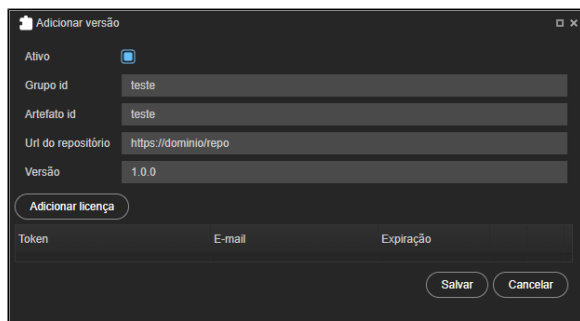 Adicionar versão
Ativo
Grupo id teste
Artefato id teste
Url do repositório https://dominio/repo
Versão 1.0.0
Adicionar licença
Token E-mail Expiração
Salvar Cancelar